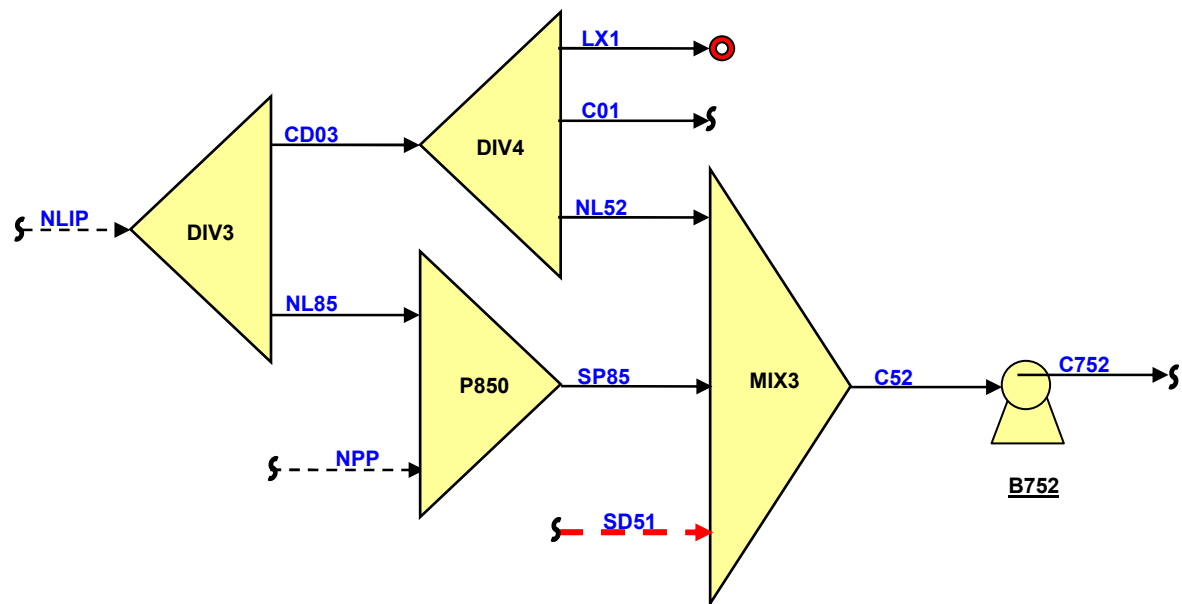 LX1
C01
CD03
DIV4
NL52
NLIP
DIV3
NL85
P850
SP85
MIX3
C52
C752
NPP
SD51
B752